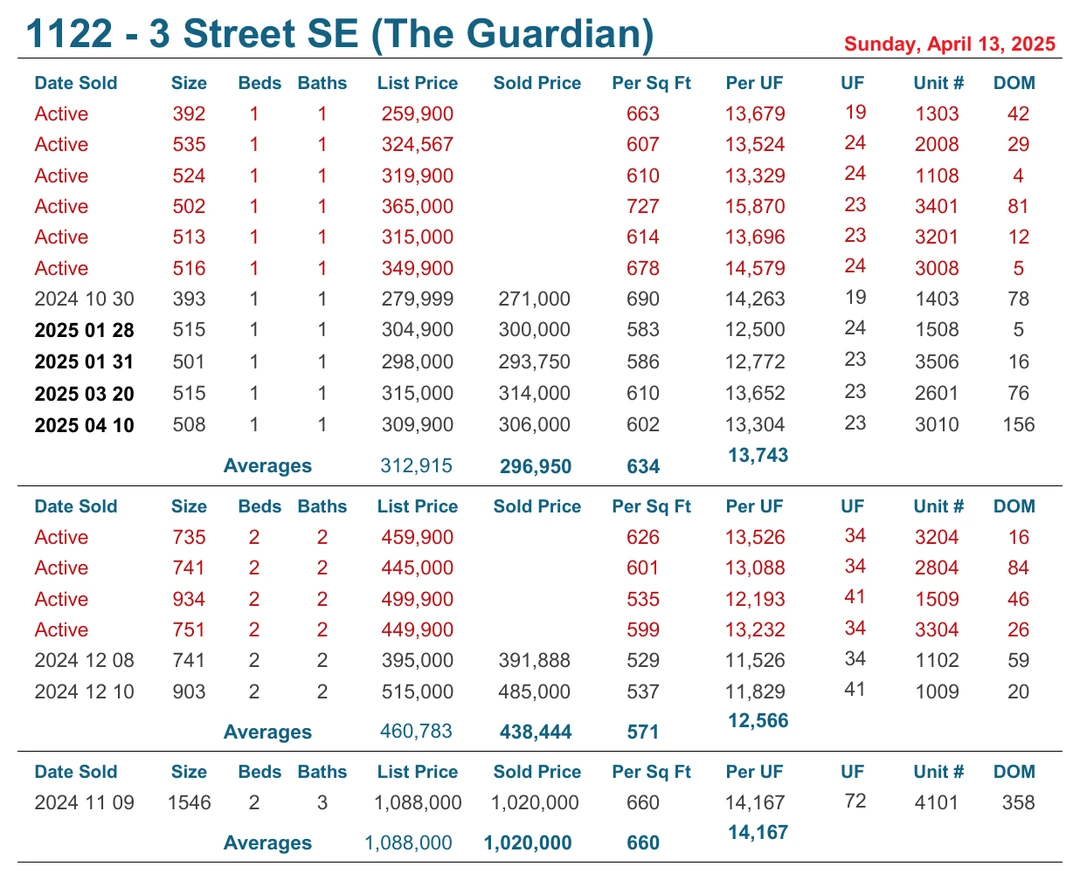 1122 - 3 Street SE (The Guardian)
Sunday, April 13, 2025
Date Sold Size Beds Baths List Price Sold Price Per Sq Ft Per UF UF Unit # DOM
Active 392 1 1 259,900 663 13,679 19 1303 42
Active 535 1 1 324,567 607 13,524 24 2008 29
Active 524 1 1 319,900 610 13,329 24 1108 4
Active 502 1 1 365,000 727 15,870 23 3401 81
Active 513 1 1 315,000 614 13,696 23 3201 12
Active 516 1 1 349,900 678 14,579 24 3008 5
2024 10 30 393 1 1 279,999 271,000 690 14,263 19 1403 78
2025 01 28 515 1 1 304,900 300,000 583 12,500 24 1508 5
2025 01 31 501 1 1 298,000 293,750 586 12,772 23 3506 16
2025 03 20 515 1 1 315,000 314,000 610 13,652 23 2601 76
2025 04 10 508 1 1 309,900 306,000 602 13,304 23 3010 156
Averages 312,915 296,950 634 13,743
Date Sold Size Beds Baths List Price Sold Price Per Sq Ft Per UF UF Unit # DOM
Active 735 2 2 459,900 626 13,526 34 3204 16
Active 741 2 2 445,000 601 13,088 34 2804 84
Active 934 2 2 499,900 535 12,193 41 1509 46
Active 751 2 2 449,900 599 13,232 34 3304 26
2024 12 08 741 2 2 395,000 391,888 529 11,526 34 1102 59
2024 12 10 903 2 2 515,000 485,000 537 11,829 41 1009 20
Averages 460,783 438,444 571 12,566
Date Sold Size Beds Baths List Price Sold Price Per Sq Ft Per UF UF Unit # DOM
2024 11 09 1546 2 3 1,088,000 1,020,000 660 14,167 72 4101 358
Averages 1,088,000 1,020,000 660 14,167